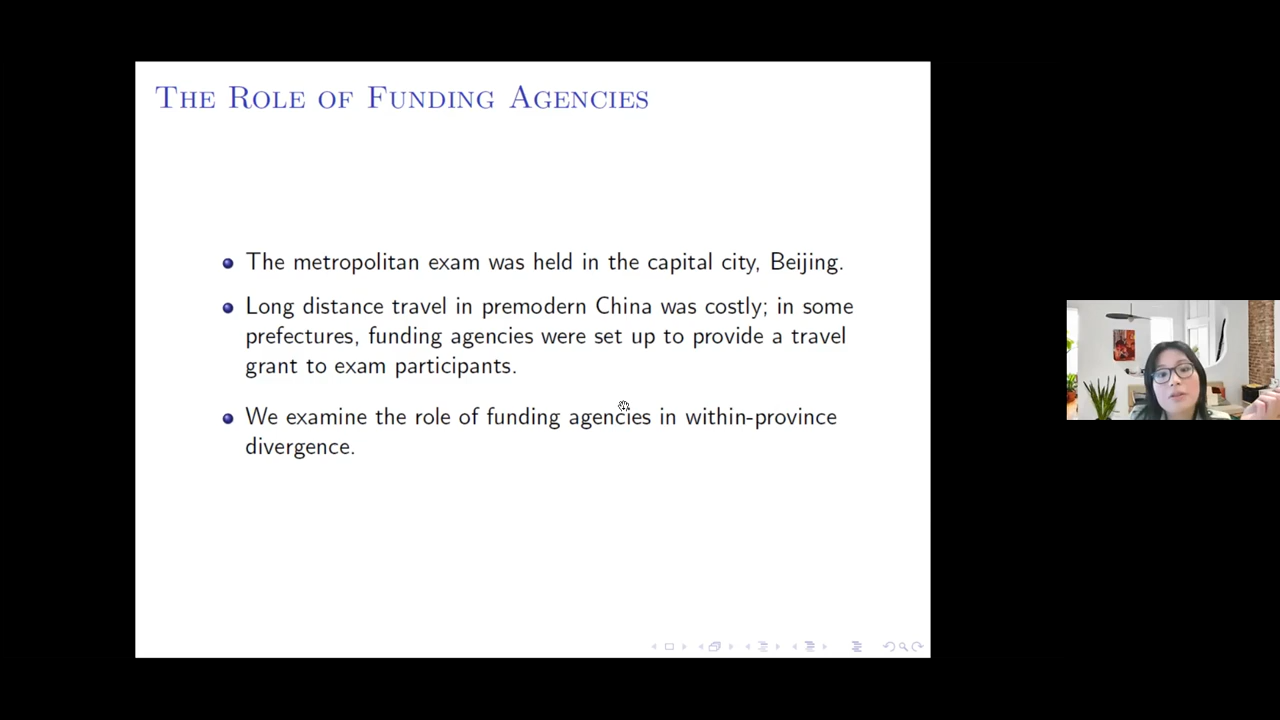 The Role of Funding Agencies
The metropolitan exam was held in the capital city, Beijing.
Long distance travel in premodern China was costly; in some
prefectures, funding agencies were set up to provide a travel
grant to exam participants.
We examine the role of funding agencies in within-province
divergence.